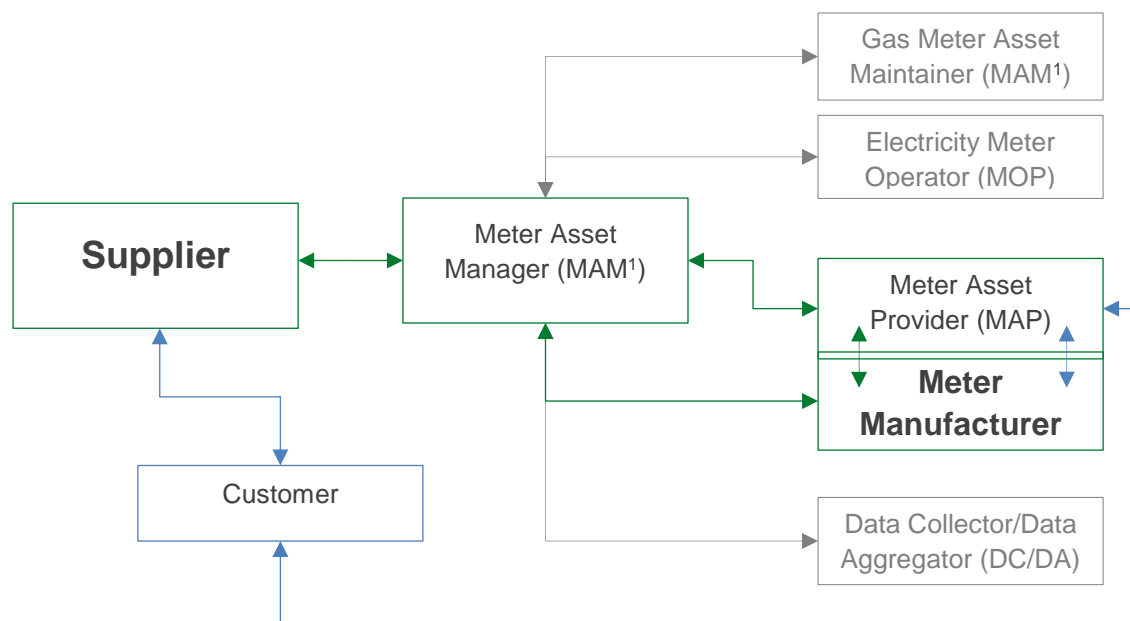 Gas Meter Asset
Maintainer (MAM¹)
Electricity Meter
Operator (MOP)
Supplier
Meter Asset
Manager (MAM¹)
Meter Asset
Provider (MAP)
Meter
Manufacturer
Customer
Data Collector/Data
Aggregator (DC/DA)